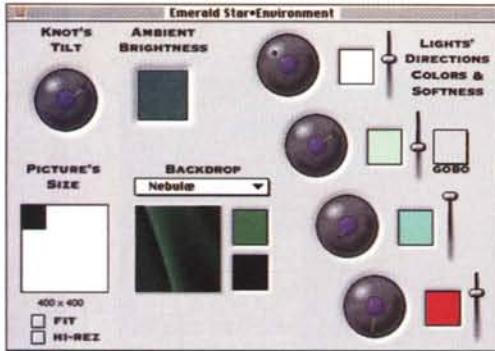 Emerald Star•Environment
KNOT'S
TILT
AMBIENT
BRIGHTNESS
LIGHTS'
DIRECTIONS
COLORS &
SOFTNESS
GOBO
PICTURE'S
SIZE
BACKDROP
Nebulæ
400 x 400
FIT
HI-REZ